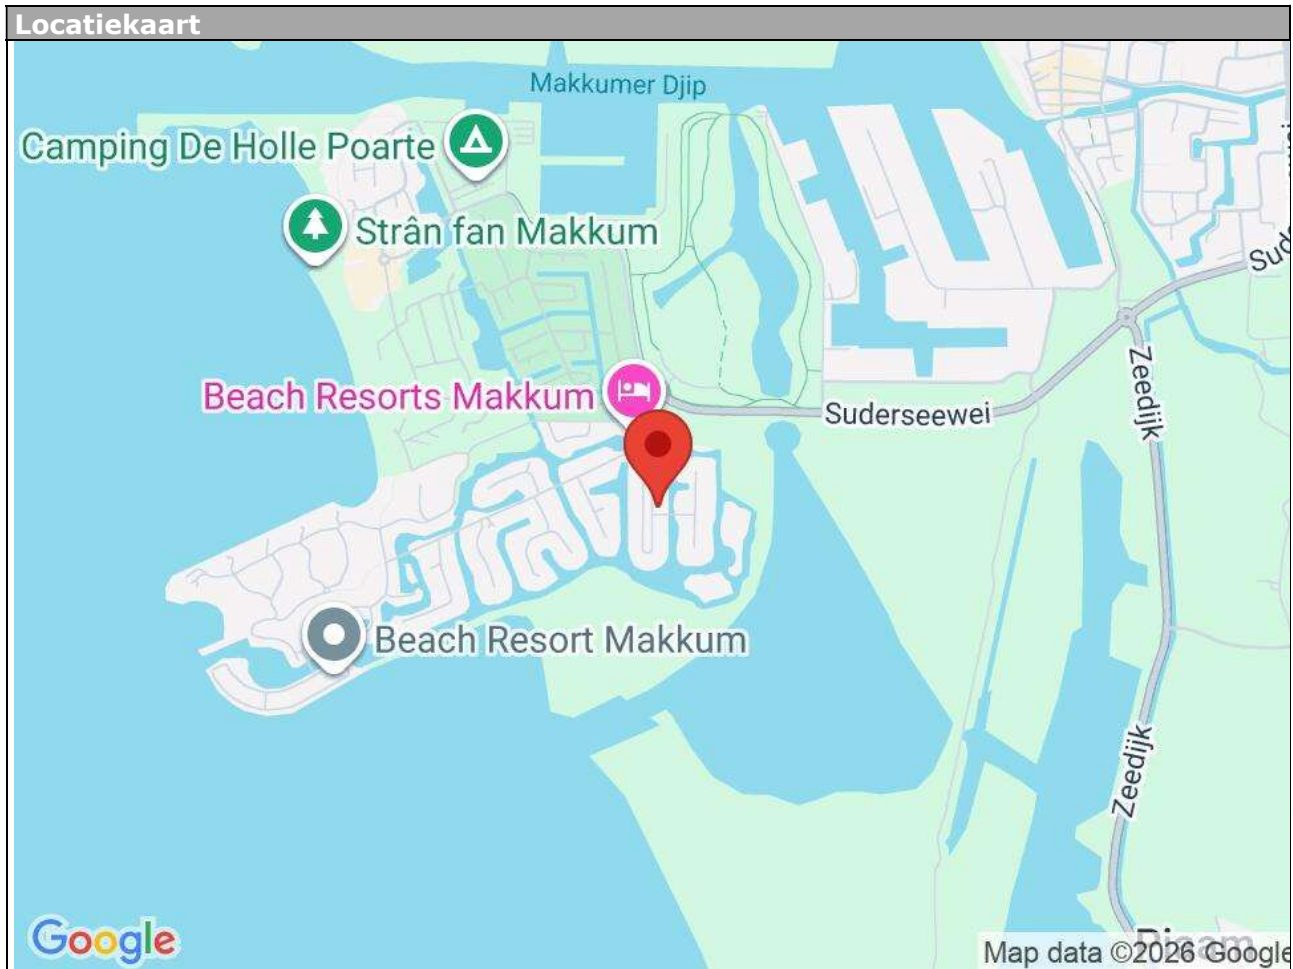 Locatiekaart
Makkumer Djip
Camping De Holle Poarte
Strân fan Makkum
Beach Resorts Makkum
Suderseewei
Zeedijk
Beach Resort Makkum
Zeedijk
Google
Map data ©2026 Google